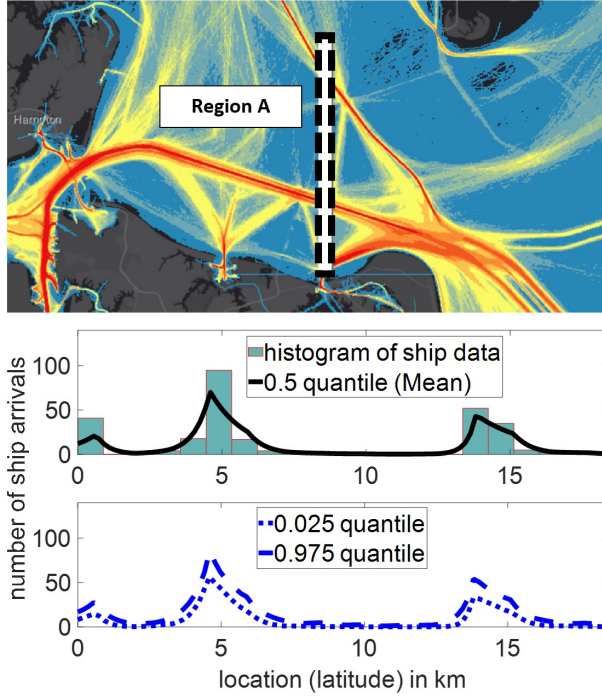 Hampton
Region A
number of ship arrivals
100
50
0
histogram of ship data
0.5 quantile (Mean)
0
5
10
15
100
50
0
0.025 quantile
0.975 quantile
0
5
10
15
location (latitude) in km